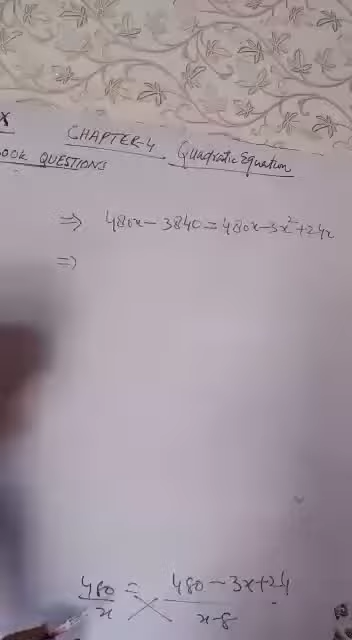 X
CHAPTER-4 Quadratic Equation
OOK QUESTIONS
⇒ 480x - 3840 = 480x - 3x² + 24x
⇒
480/x = 480 - 3x + 24/x-8